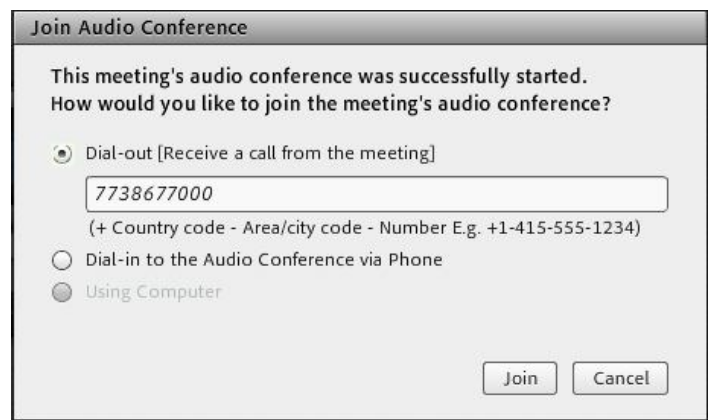 Join Audio Conference
This meeting's audio conference was successfully started.
How would you like to join the meeting's audio conference?
Dial-out [Receive a call from the meeting]
7738677000
(+ Country code - Area/city code - Number E.g. +1-415-555-1234)
Dial-in to the Audio Conference via Phone
Using Computer
Join Cancel